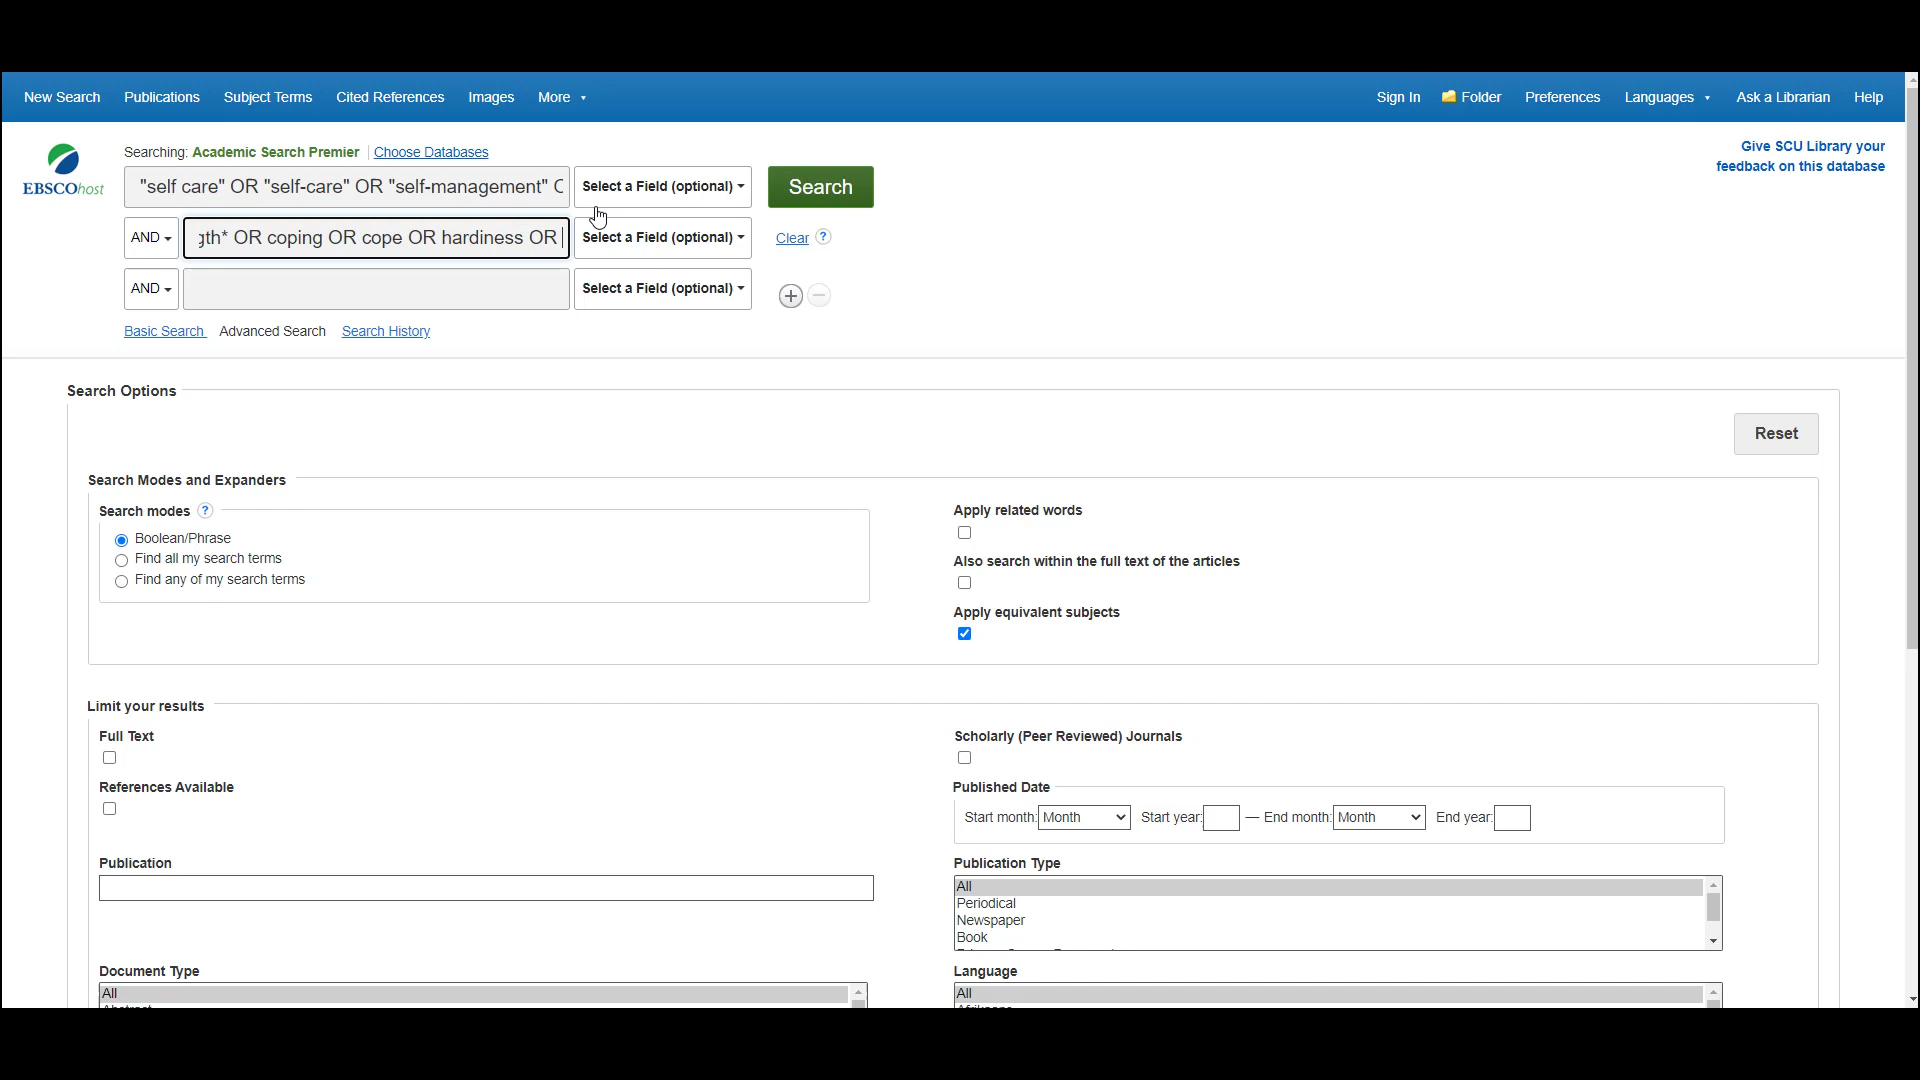 New Search Publications Subject Terms Cited References Images More Sign In Folder Preferences Languages Ask a Librarian Help
Give SCU Library your
feedback on this database
EBSCOhost
Searching: Academic Search Premier Choose Databases
"self care" OR "self-care" OR "self-management" O Select a Field (optional) Search
AND gth* OR coping OR cope OR hardiness OR Select a Field (optional) Clear ?
AND Select a Field (optional)
Basic Search Advanced Search Search History
Search Options
Reset
Search Modes and Expanders
Search modes ?
Boolean/Phrase
Find all my search terms
Find any of my search terms
Apply related words
Also search within the full text of the articles
Apply equivalent subjects
Limit your results
Full Text
References Available
Publication
Document Type
All
Scholarly (Peer Reviewed) Journals
Published Date
Start month: Month Start year: — End month: Month End year:
Publication Type
All
Periodical
Newspaper
Book
Language
All